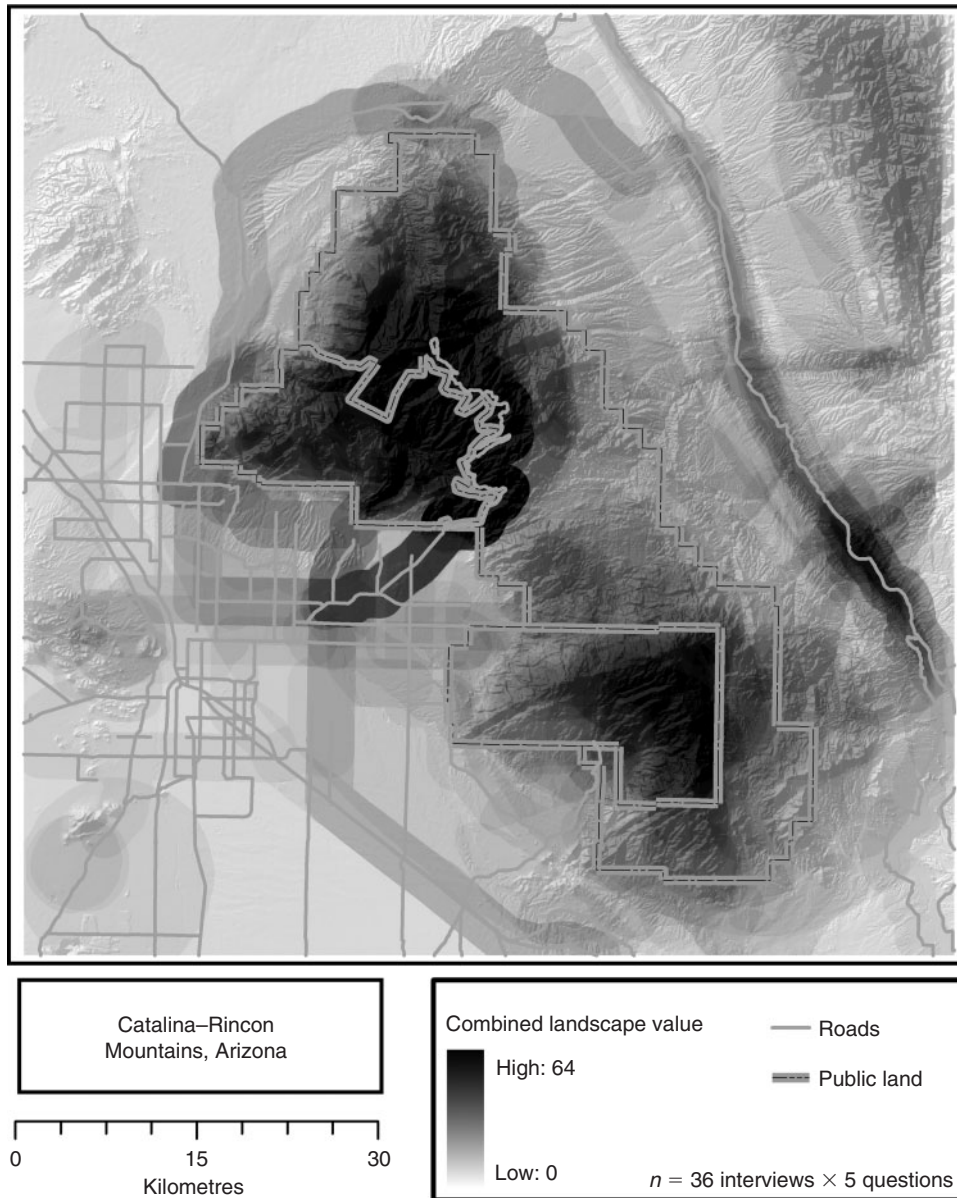 Catalina–Rincon
Mountains, Arizona
0 15 30
Kilometres
Combined landscape value
High: 64
Low: 0
Roads
Public land
n = 36 interviews × 5 questions